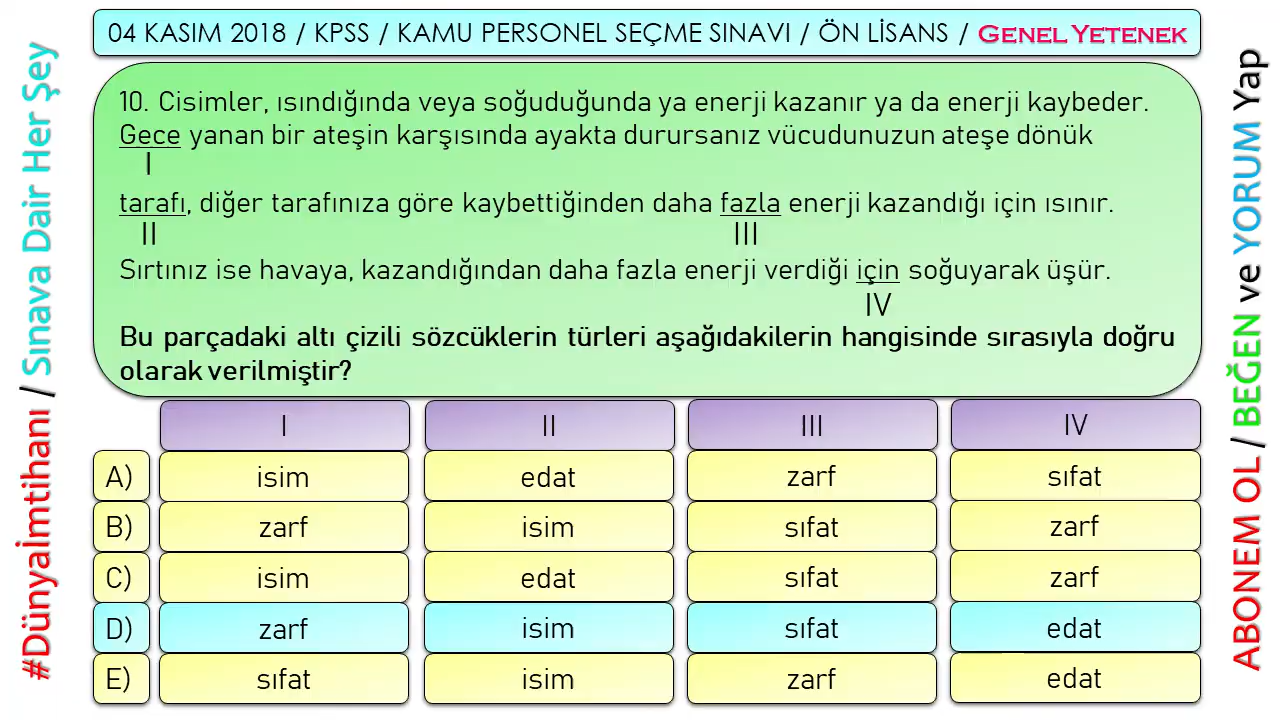 04 KASIM 2018 / KPSS / KAMU PERSONEL SEÇME SINAVI / ÖN LİSANS / GENEL YETENEK
#Dünyaİmtihanı / Sınava Dair Her Şey
10. Cisimler, ısındığında veya soğuduğunda ya enerji kazanır ya da enerji kaybeder.
Gece yanan bir ateşin karşısında ayakta durursanız vücudunuzun ateşe dönük
I
tarafı, diğer tarafınıza göre kaybettiğinden daha fazla enerji kazandığı için ısınır.
II III
Sırtınız ise havaya, kazandığından daha fazla enerji verdiği için soğuyarak üşür.
IV
Bu parçadaki altı çizili sözcüklerin türleri aşağıdakilerin hangisinde sırasıyla doğru
olarak verilmiştir?
I II III IV
A) isim edat zarf sıfat
B) zarf isim sıfat zarf
C) isim edat sıfat zarf
D) zarf isim sıfat edat
E) sıfat isim zarf edat
ABONEM OL / BEĞEN ve YORUM Yap